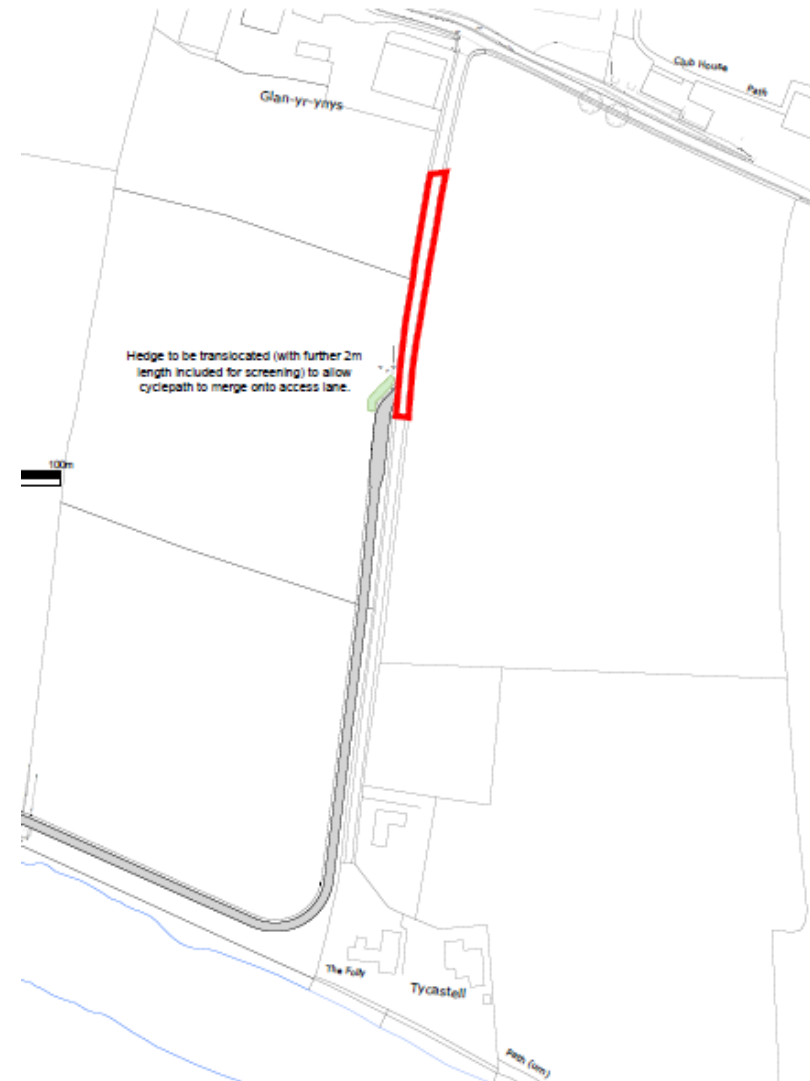 Club House
Path
Glan-yr-ynys
Hedge to be translocated (with further 2m
length included for screening) to allow
cyclepath to merge onto access lane.
100m
The Folly
Tycastell
Path (um)